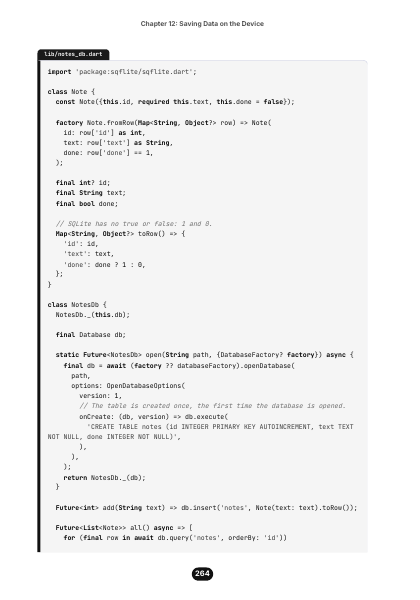 Chapter 12: Saving Data on the Device
lib/notes_db.dart
import 'package:sqflite/sqflite.dart';

class Note {
  const Note({this.id, required this.text, this.done = false});

  factory Note.fromRow(Map<String, Object?> row) => Note(
    id: row['id'] as int,
    text: row['text'] as String,
    done: row['done'] == 1,
  );

  final int? id;
  final String text;
  final bool done;

  // SQLite has no true or false: 1 and 0.
  Map<String, Object?> toRow() => {
    'id': id,
    'text': text,
    'done': done ? 1 : 0,
  };
}

class NotesDb {
  NotesDb._(this.db);

  final Database db;

  static Future<NotesDb> open(String path, {DatabaseFactory? factory}) async {
    final db = await (factory ?? databaseFactory).openDatabase(
      path,
      options: OpenDatabaseOptions(
        version: 1,
        // The table is created once, the first time the database is opened.
        onCreate: (db, version) => db.execute(
          'CREATE TABLE notes (id INTEGER PRIMARY KEY AUTOINCREMENT, text TEXT
NOT NULL, done INTEGER NOT NULL)',
        ),
      ),
    );
    return NotesDb._(db);
  }

  Future<int> add(String text) => db.insert('notes', Note(text: text).toRow());

  Future<List<Note>> all() async => [
    for (final row in await db.query('notes', orderBy: 'id'))
264